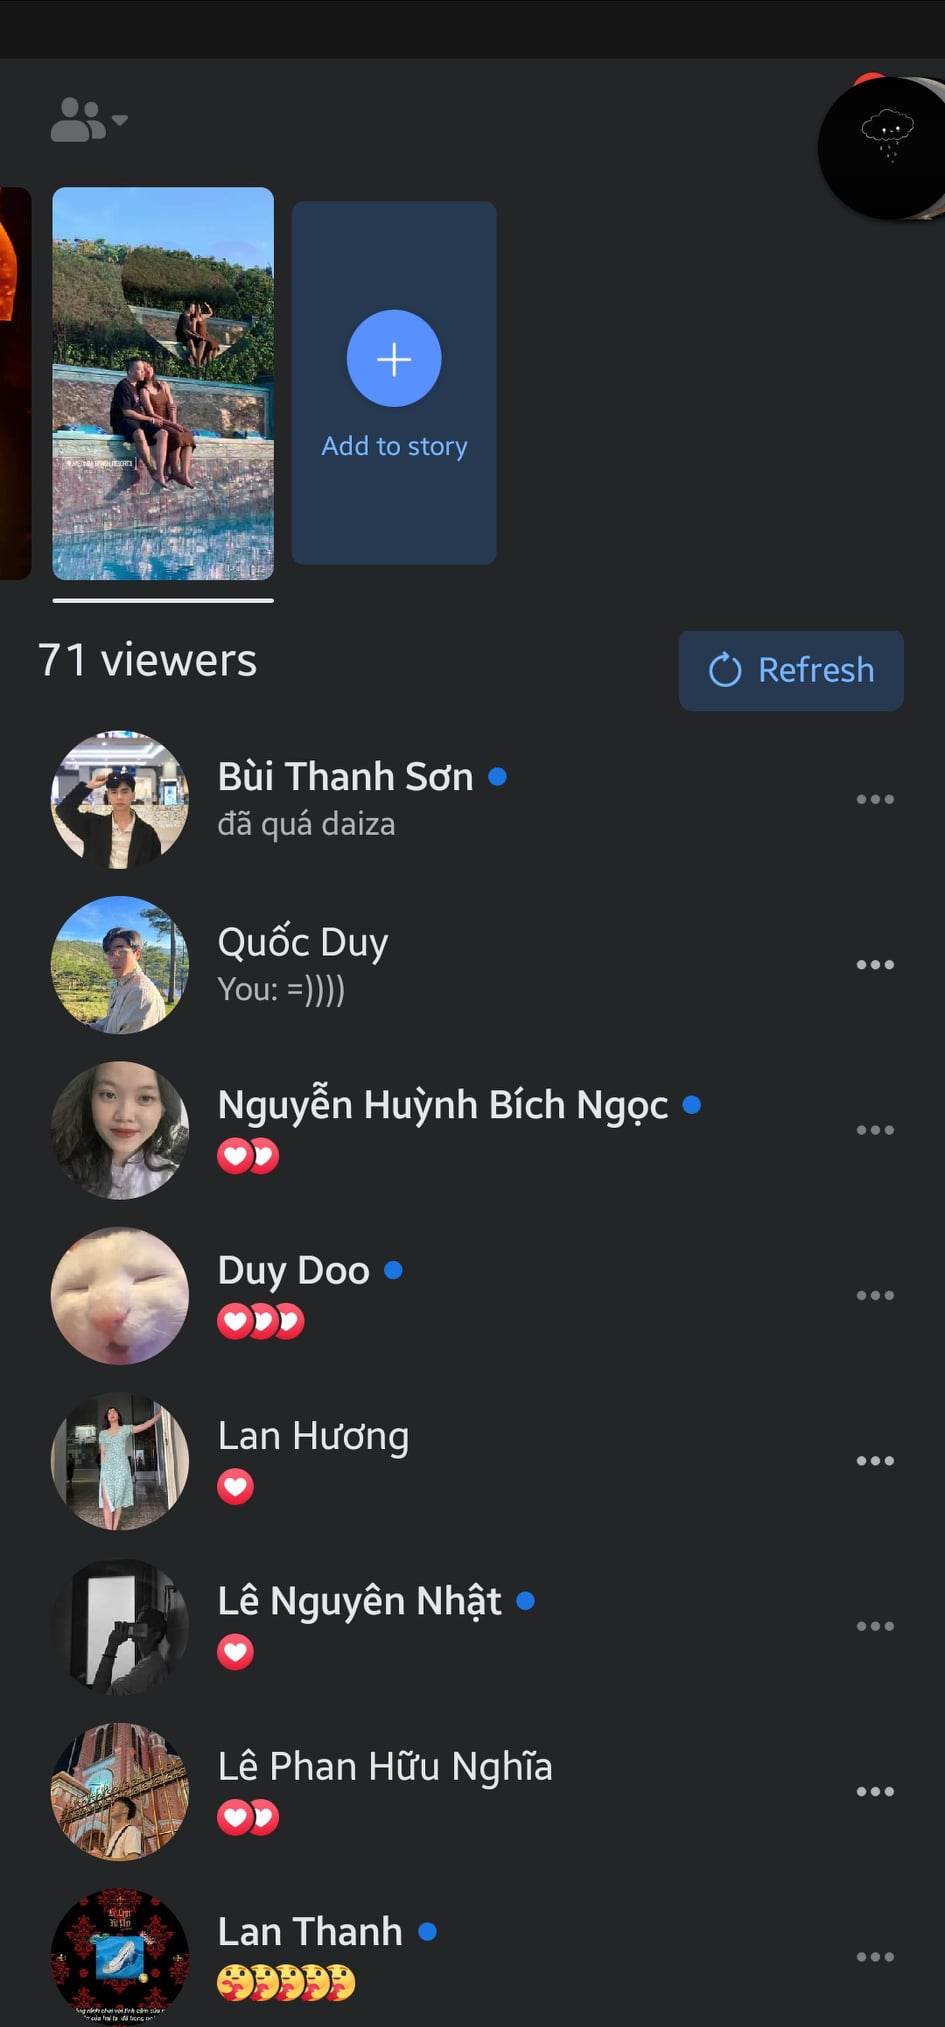 Add to story
71 viewers
Refresh
Bùi Thanh Sơn
đã quá daiza
Quốc Duy
You: =))))
Nguyễn Huỳnh Bích Ngọc
Duy Doo
Lan Hương
Lê Nguyên Nhật
Lê Phan Hữu Nghĩa
Lan Thanh